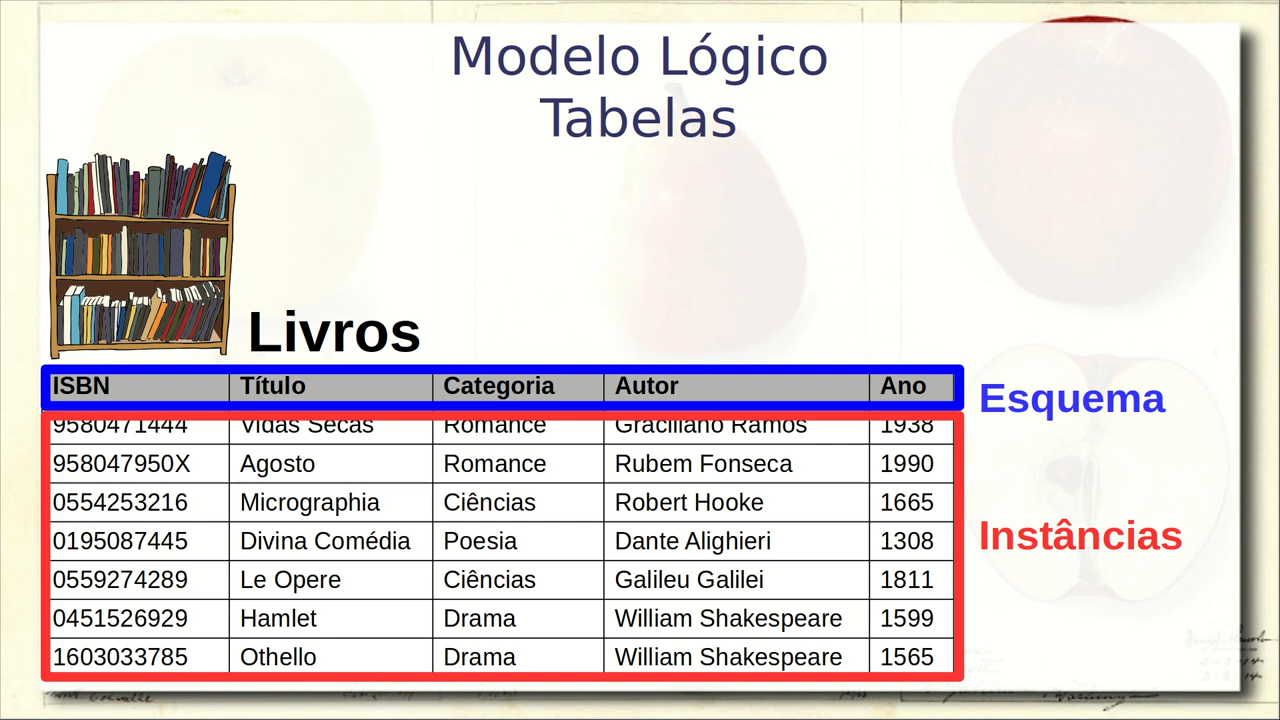 Modelo Lógico
Tabelas
Livros
ISBN Título Categoria Autor Ano
9580471444 Vidas Secas Romance Graciliano Ramos 1938
958047950X Agosto Romance Rubem Fonseca 1990
0554253216 Micrographia Ciências Robert Hooke 1665
0195087445 Divina Comédia Poesia Dante Alighieri 1308
0559274289 Le Opere Ciências Galileu Galilei 1811
0451526929 Hamlet Drama William Shakespeare 1599
1603033785 Othello Drama William Shakespeare 1565
Esquema
Instâncias